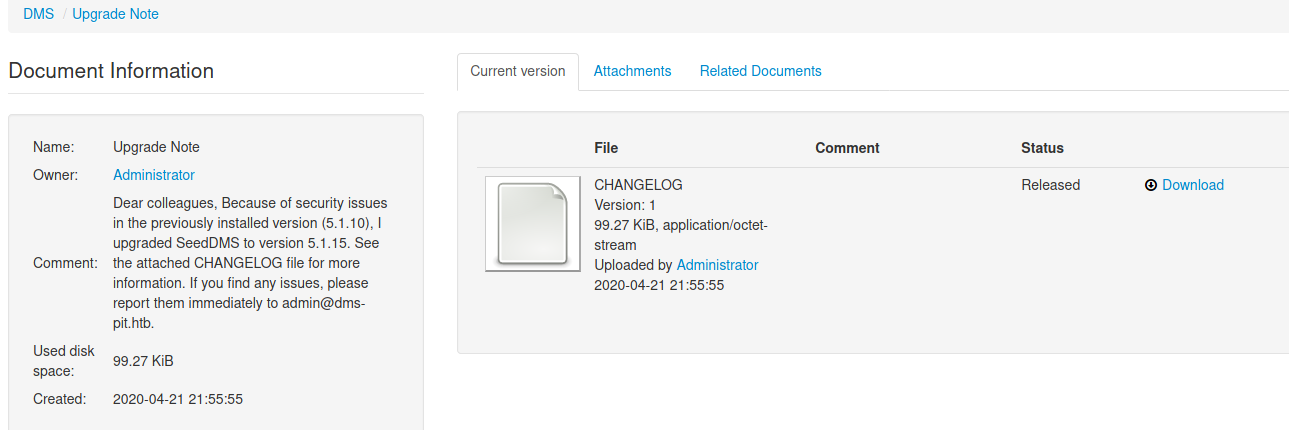 DMS / Upgrade Note
Document Information
Name: Upgrade Note
Owner: Administrator
Comment: Dear colleagues, Because of security issues
in the previously installed version (5.1.10), I
upgraded SeedDMS to version 5.1.15. See
the attached CHANGELOG file for more
information. If you find any issues, please
report them immediately to admin@dms-
pit.htb.
Used disk
space: 99.27 KiB
Created: 2020-04-21 21:55:55
Current version Attachments Related Documents
File Comment Status
CHANGELOG Released Download
Version: 1
99.27 KiB, application/octet-
stream
Uploaded by Administrator
2020-04-21 21:55:55